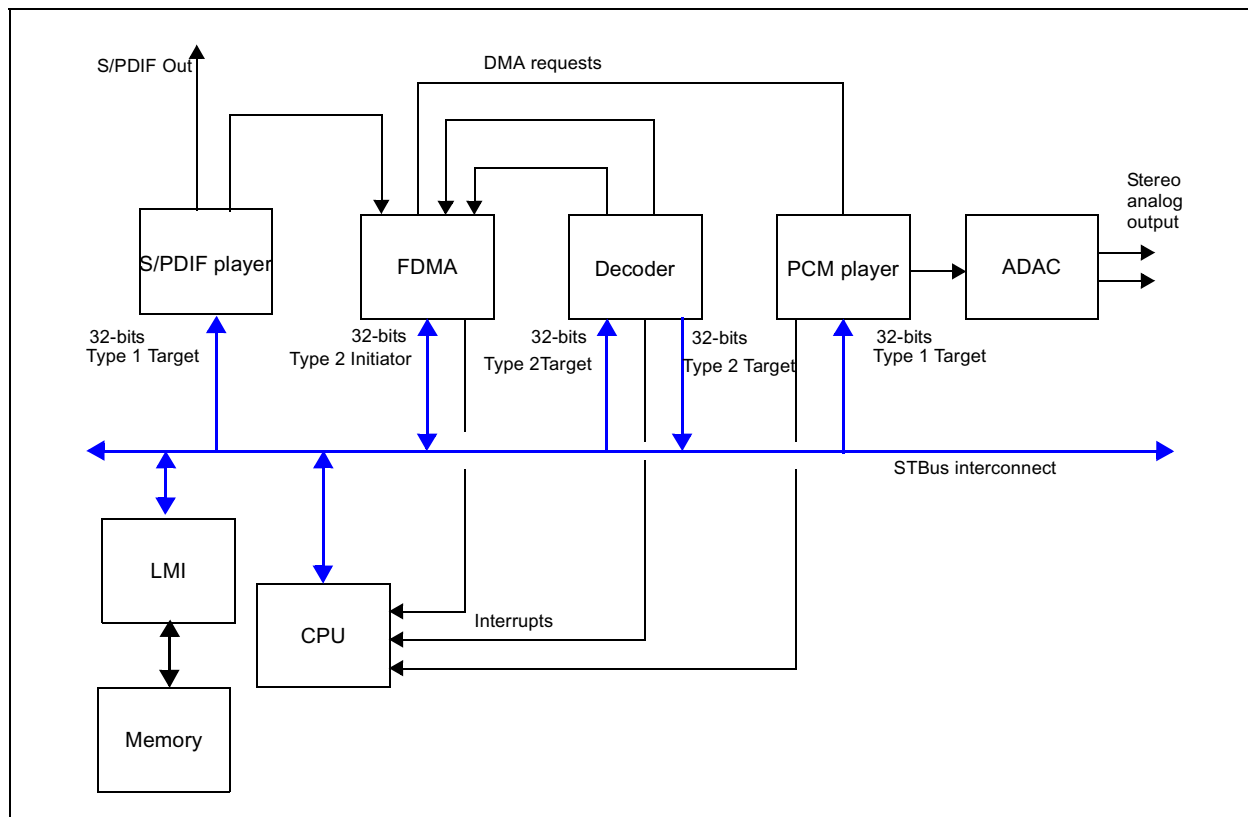 S/PDIF Out
DMA requests
Stereo
analog
output
S/PDIF player
FDMA
Decoder
PCM player
ADAC
32-bits
Type 1 Target
32-bits
Type 2 Initiator
32-bits
Type 2Target
32-bits
Type 2 Target
32-bits
Type 1 Target
STBus interconnect
LMI
CPU
Interrupts
Memory